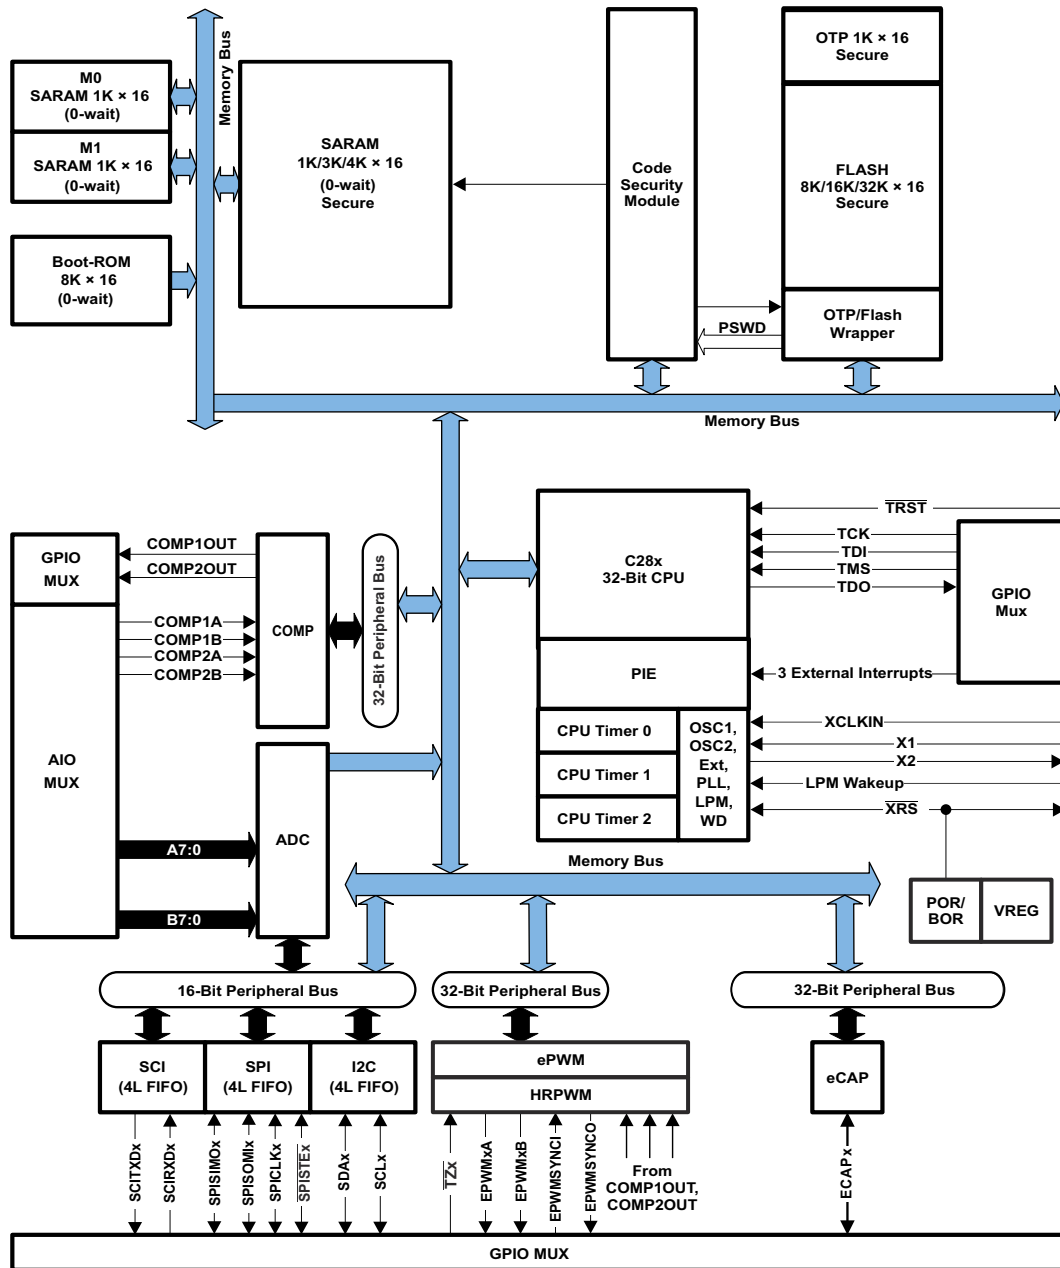 M0
SARAM 1K × 16
(0-wait)
M1
SARAM 1K × 16
(0-wait)
Boot-ROM
8K × 16
(0-wait)
Memory Bus
SARAM
1K/3K/4K × 16
(0-wait)
Secure
Code
Security
Module
OTP 1K × 16
Secure
FLASH
8K/16K/32K × 16
Secure
OTP/Flash
Wrapper
PSWD
Memory Bus
GPIO
MUX
COMP1OUT
COMP2OUT
COMP1A
COMP1B
COMP2A
COMP2B
COMP
32-Bit Peripheral Bus
AIO
MUX
A7:0
B7:0
ADC
C28x
32-Bit CPU
PIE
CPU Timer 0
CPU Timer 1
CPU Timer 2
OSC1,
OSC2,
Ext,
PLL,
LPM,
WD
TRST
TCK
TDI
TMS
TDO
GPIO
Mux
3 External Interrupts
XCLKIN
X1
X2
LPM Wakeup
XRS
POR/
BOR
VREG
Memory Bus
16-Bit Peripheral Bus
32-Bit Peripheral Bus
32-Bit Peripheral Bus
SCI
(4L FIFO)
SPI
(4L FIFO)
I2C
(4L FIFO)
ePWM
HRPWM
eCAP
SCITXDx
SCIRXDx
SPISIMOx
SPISOMIx
SPICLKx
SPISTEx
SDAx
SCLx
TZx
EPWMxA
EPWMxB
EPWMSYNCI
EPWMSYNCO
From
COMP1OUT,
COMP2OUT
ECAPx
GPIO MUX